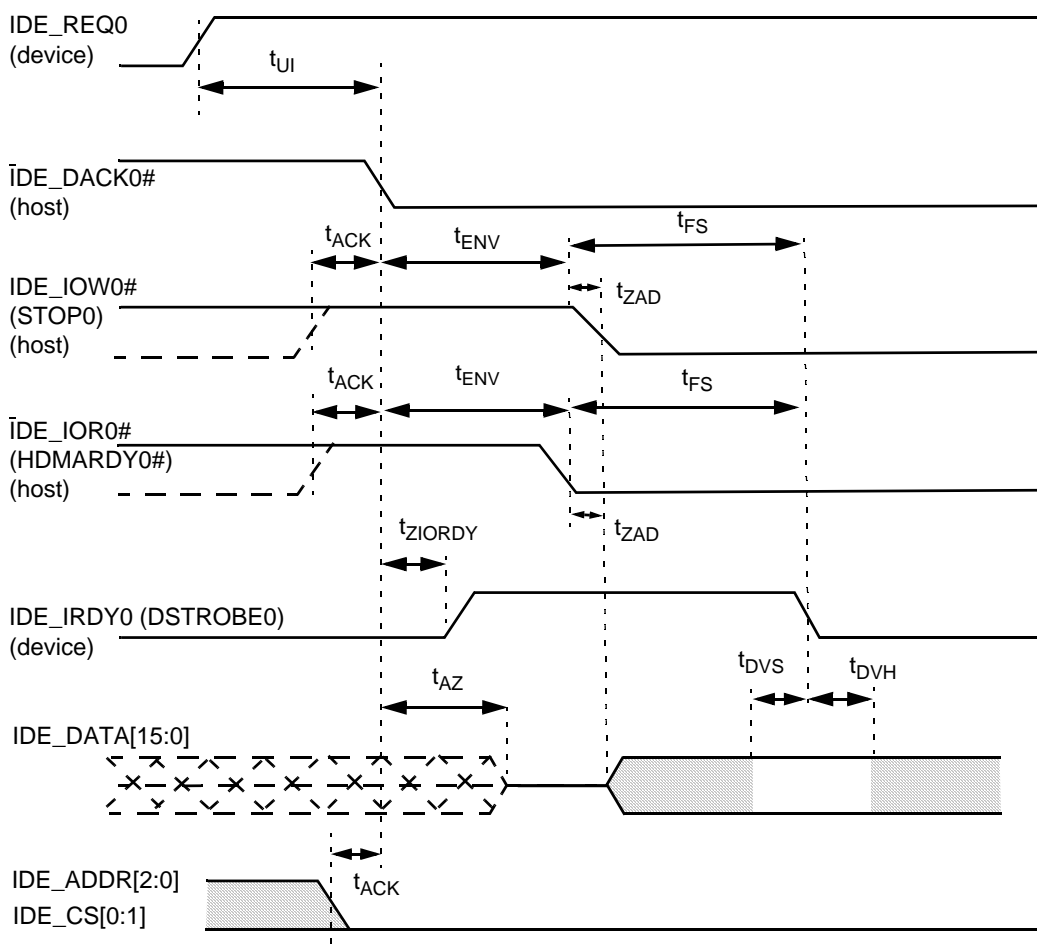 IDE_REQ0
(device)
tUI
IDE_DACK0#
(host)
tACK
tENV
tFS
IDE_IOW0#
(STOP0)
(host)
tZAD
tACK
tENV
tFS
IDE_IOR0#
(HDMARDY0#)
(host)
tZIORDY
tZAD
IDE_IRDY0 (DSTROBE0)
(device)
tDVS
tDVH
tAZ
IDE_DATA[15:0]
IDE_ADDR[2:0]
tACK
IDE_CS[0:1]